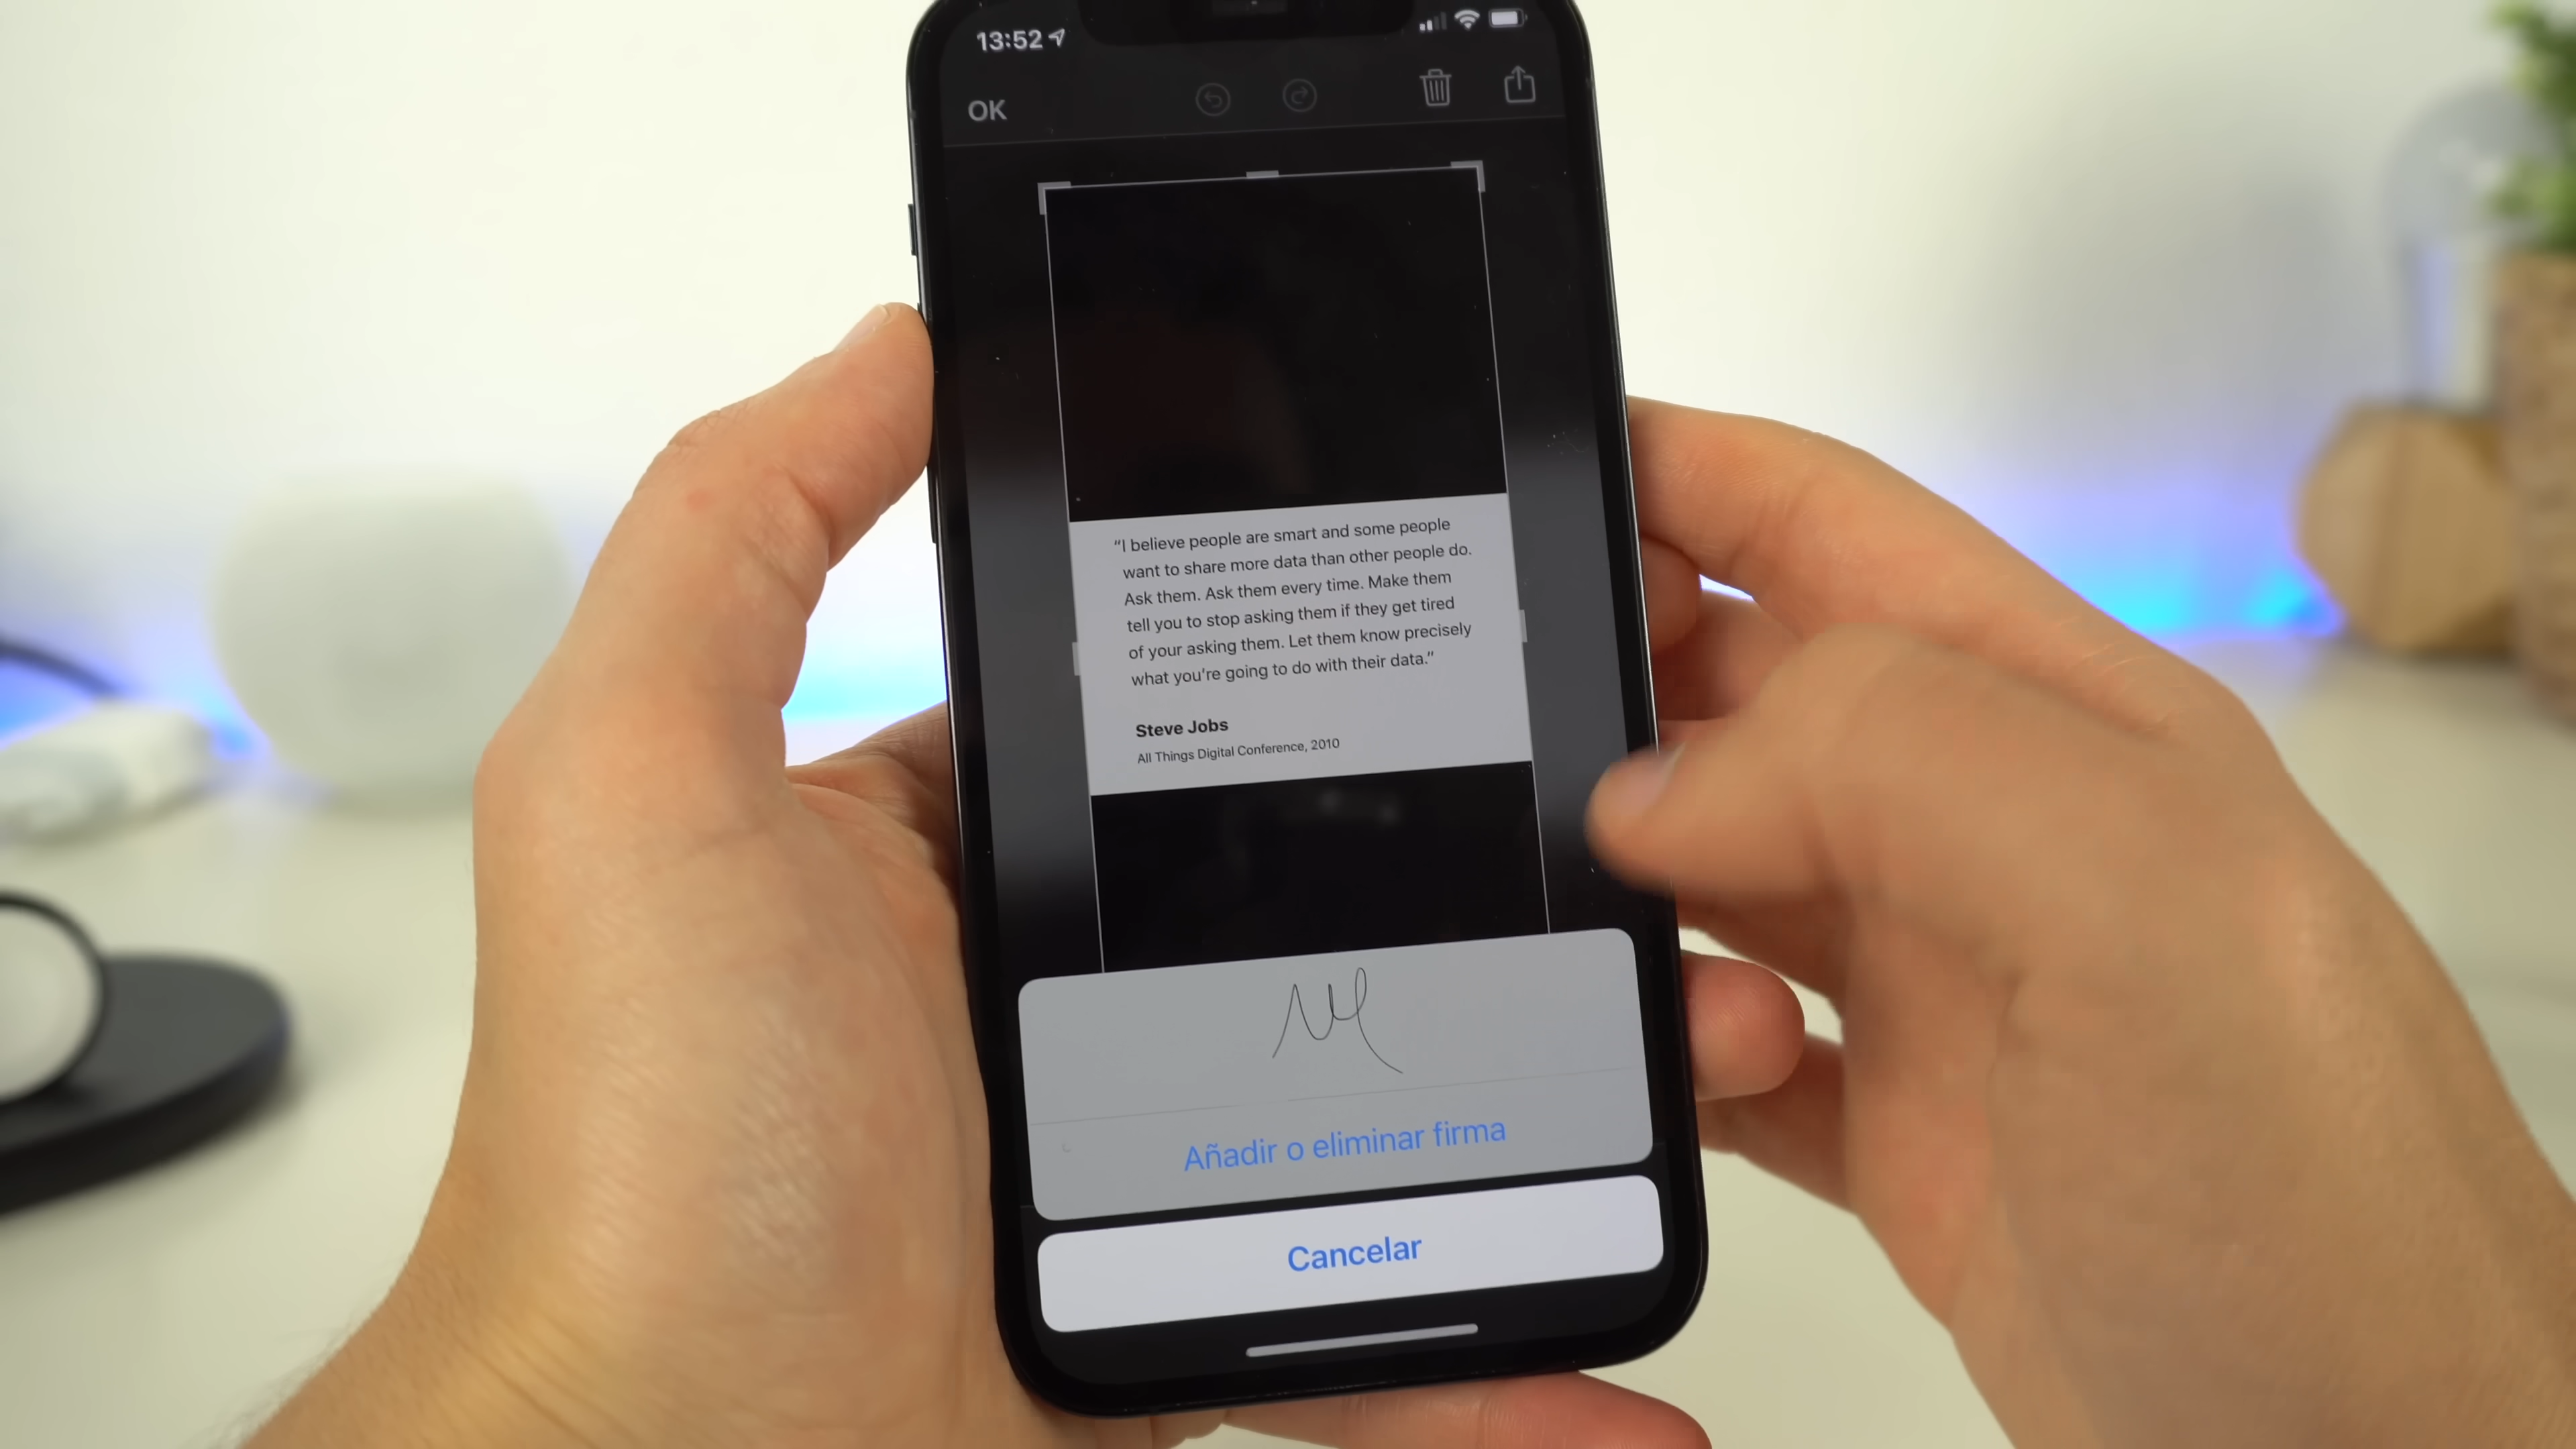 13:52
OK
“I believe people are smart and some people
want to share more data than other people do.
Ask them. Ask them every time. Make them
tell you to stop asking them if they get tired
of your asking them. Let them know precisely
what you’re going to do with their data.”
Steve Jobs
All Things Digital Conference, 2010
Añadir o eliminar firma
Cancelar